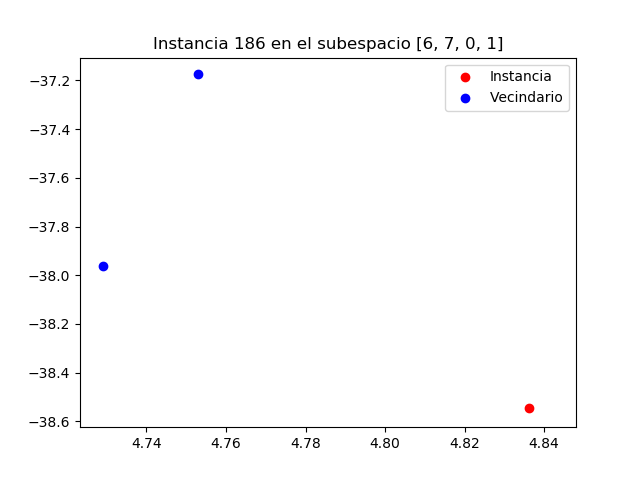 Instancia 186 en el subespacio [6, 7, 0, 1]
Instancia
Vecindario
−37.2
−37.4
−37.6
−37.8
−38.0
−38.2
−38.4
−38.6
4.74 4.76 4.78 4.80 4.82 4.84